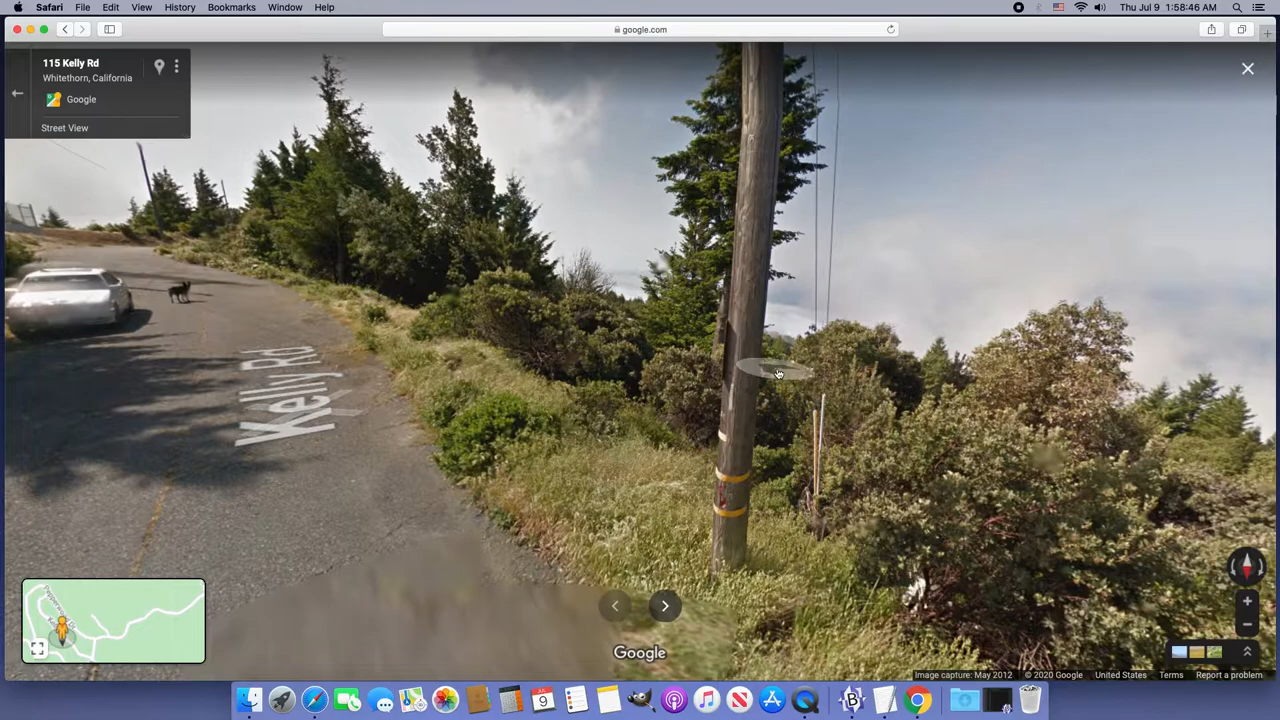 Safari File Edit View History Bookmarks Window Help
Thu Jul 9 1:58:46 AM
google.com
115 Kelly Rd
Whitethorn, California
Google
Street View
Kelly Rd
Google
Image capture: May 2012 © 2020 Google United States Terms Report a problem